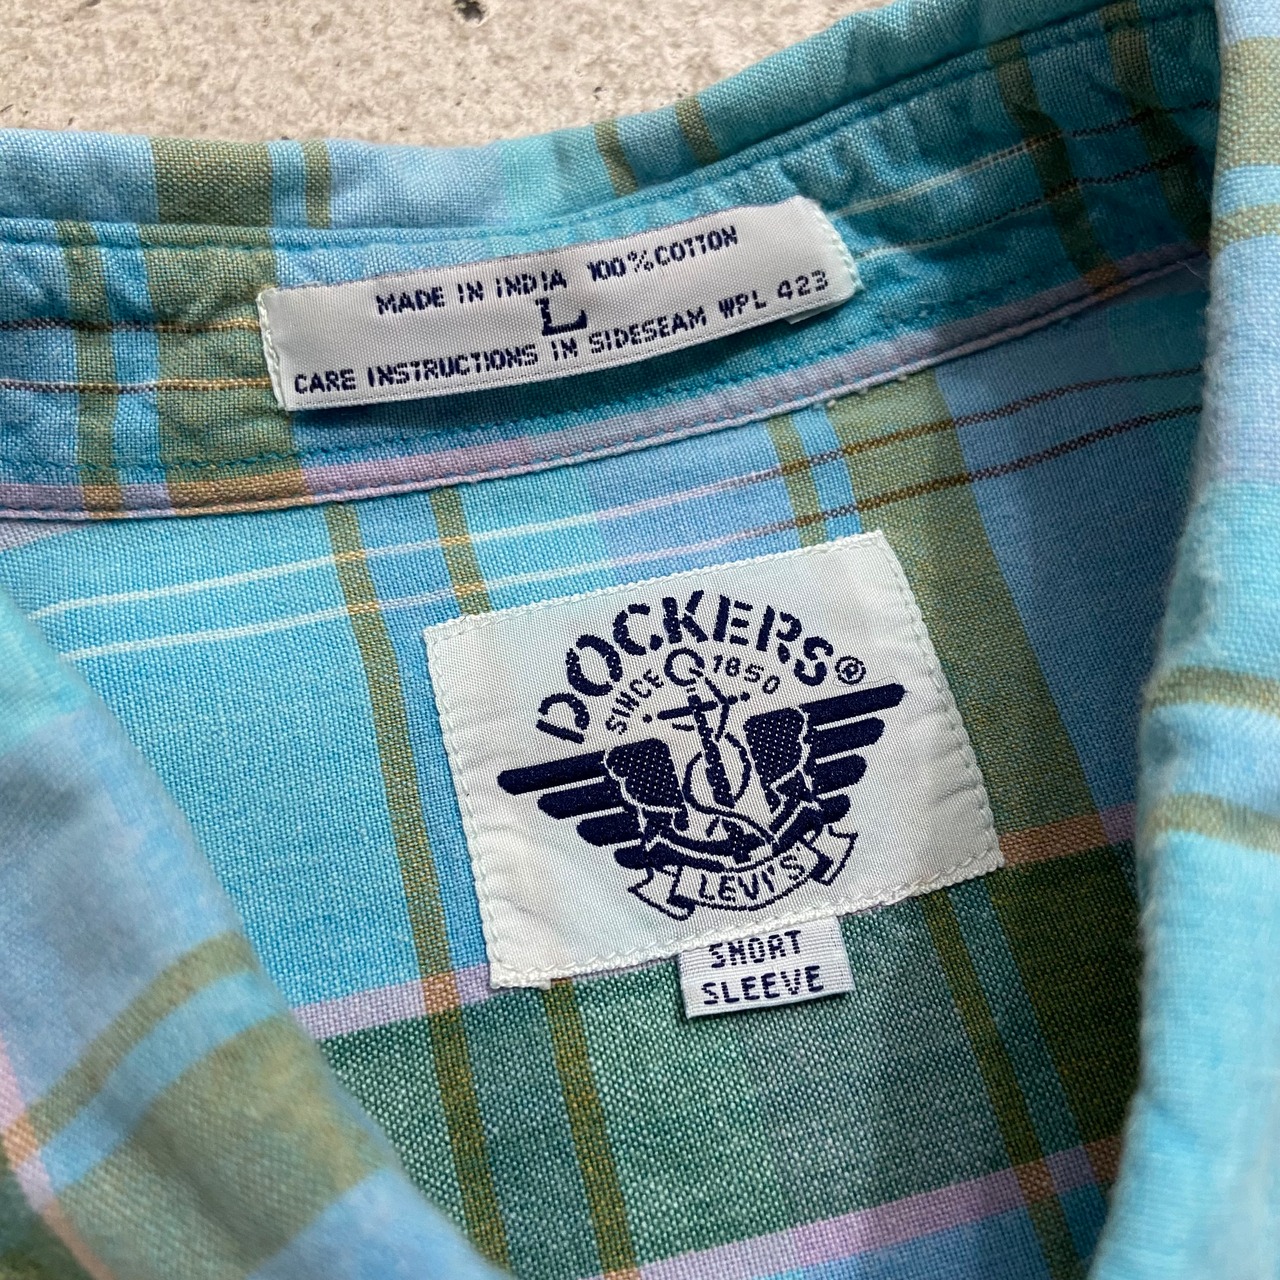 MADE IN INDIA 100% COTTON
L
CARE INSTRUCTIONS IN SIDESEAM WPL 423
DOCKERS®
SINCE 1850
LEVI'S
SHORT
SLEEVE